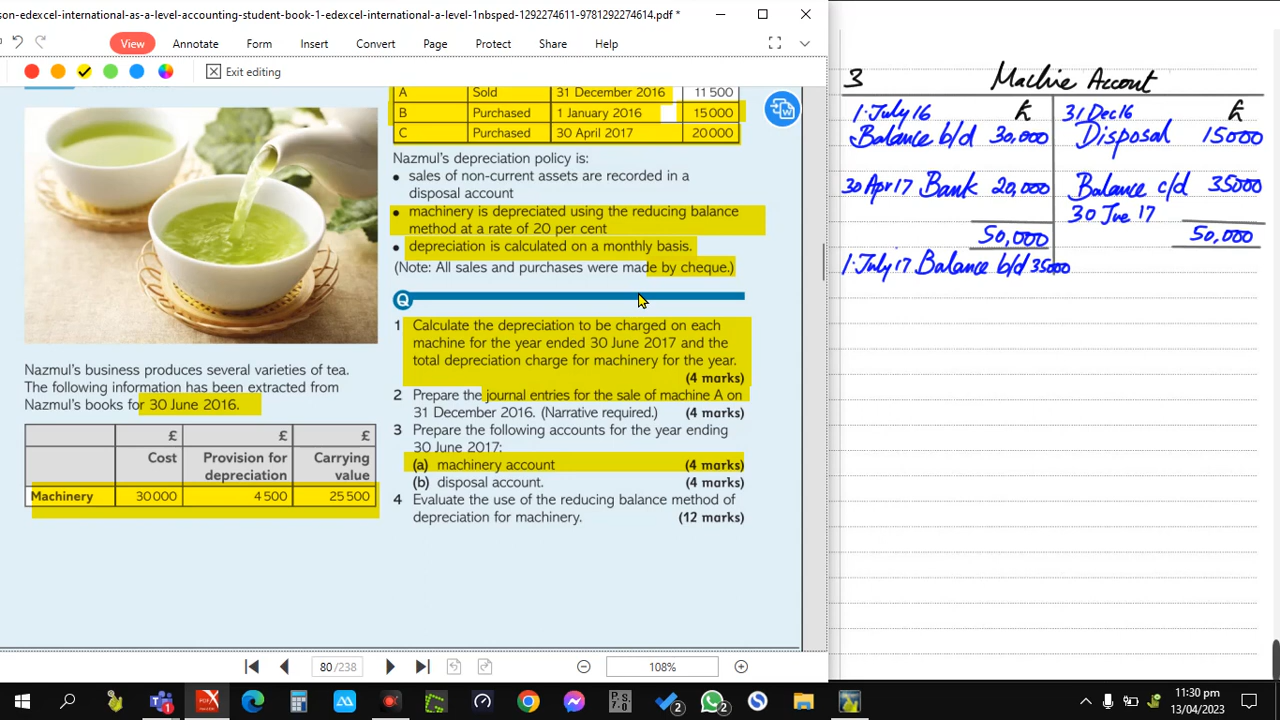 son-edexcel-international-as-a-level-accounting-student-book-1-edexcel-international-a-level-1nbsped-1292274611-9781292274614.pdf *
View Annotate Form Insert Convert Page Protect Share Help
Exit editing
A Sold 31 December 2016 11 500
B Purchased 1 January 2016 15 000
C Purchased 30 April 2017 20 000
Nazmul's depreciation policy is:
• sales of non-current assets are recorded in a
disposal account
• machinery is depreciated using the reducing balance
method at a rate of 20 per cent
• depreciation is calculated on a monthly basis.
(Note: All sales and purchases were made by cheque.)
Q
1 Calculate the depreciation to be charged on each
machine for the year ended 30 June 2017 and the
total depreciation charge for machinery for the year.
(4 marks)
2 Prepare the journal entries for the sale of machine A on
31 December 2016. (Narrative required.) (4 marks)
3 Prepare the following accounts for the year ending
30 June 2017:
(a) machinery account (4 marks)
(b) disposal account. (4 marks)
4 Evaluate the use of the reducing balance method of
depreciation for machinery. (12 marks)
Nazmul's business produces several varieties of tea.
The following information has been extracted from
Nazmul's books for 30 June 2016.
£ £ £
Cost Provision for Carrying
depreciation value
Machinery 30 000 4 500 25 500
80 /238
108%
3 Machine Account
1·July 16 £ 31 Dec 16 £
Balance b/d 30,000 Disposal 15000
30 Apr 17 Bank 20,000 Balance c/d 35000
30 Jue 17
50,000 50,000
1·July 17 Balance b/d 35000
P.S
7.0
2
2
11:30 pm
13/04/2023